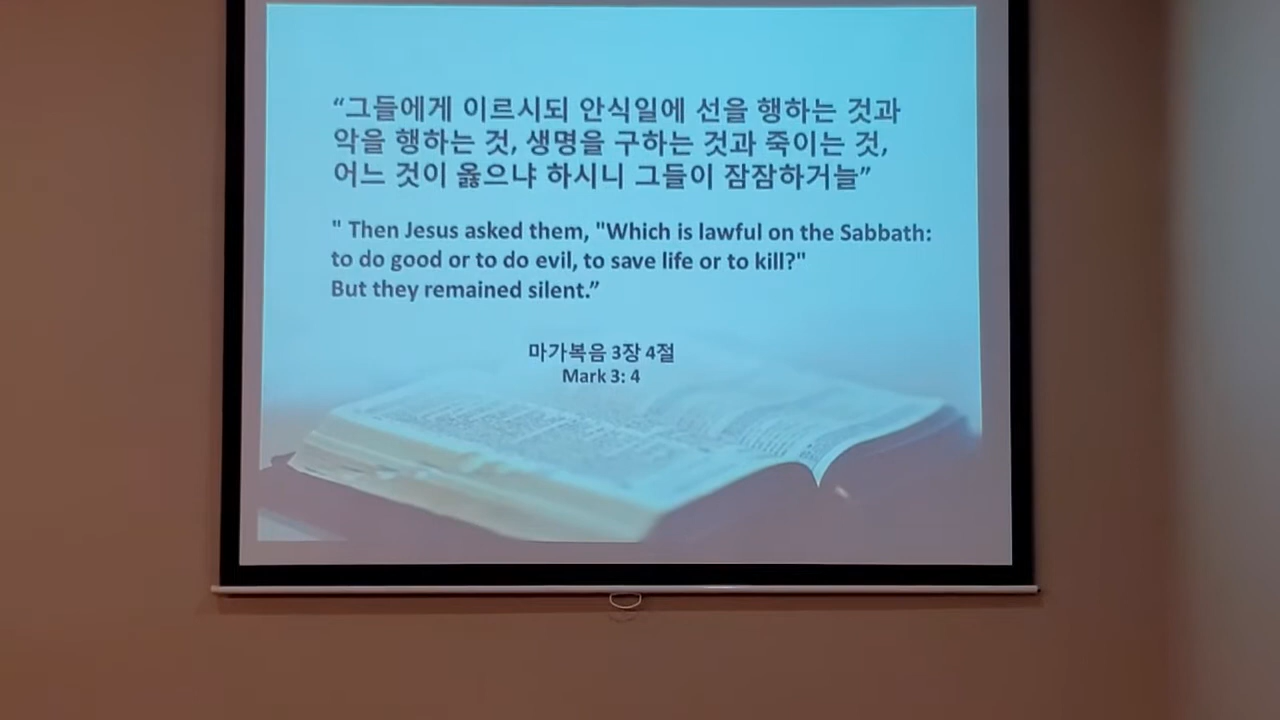 “그들에게 이르시되 안식일에 선을 행하는 것과
악을 행하는 것, 생명을 구하는 것과 죽이는 것,
어느 것이 옳으냐 하시니 그들이 잠잠하거늘”
" Then Jesus asked them, "Which is lawful on the Sabbath:
to do good or to do evil, to save life or to kill?"
But they remained silent.”
마가복음 3장 4절
Mark 3: 4